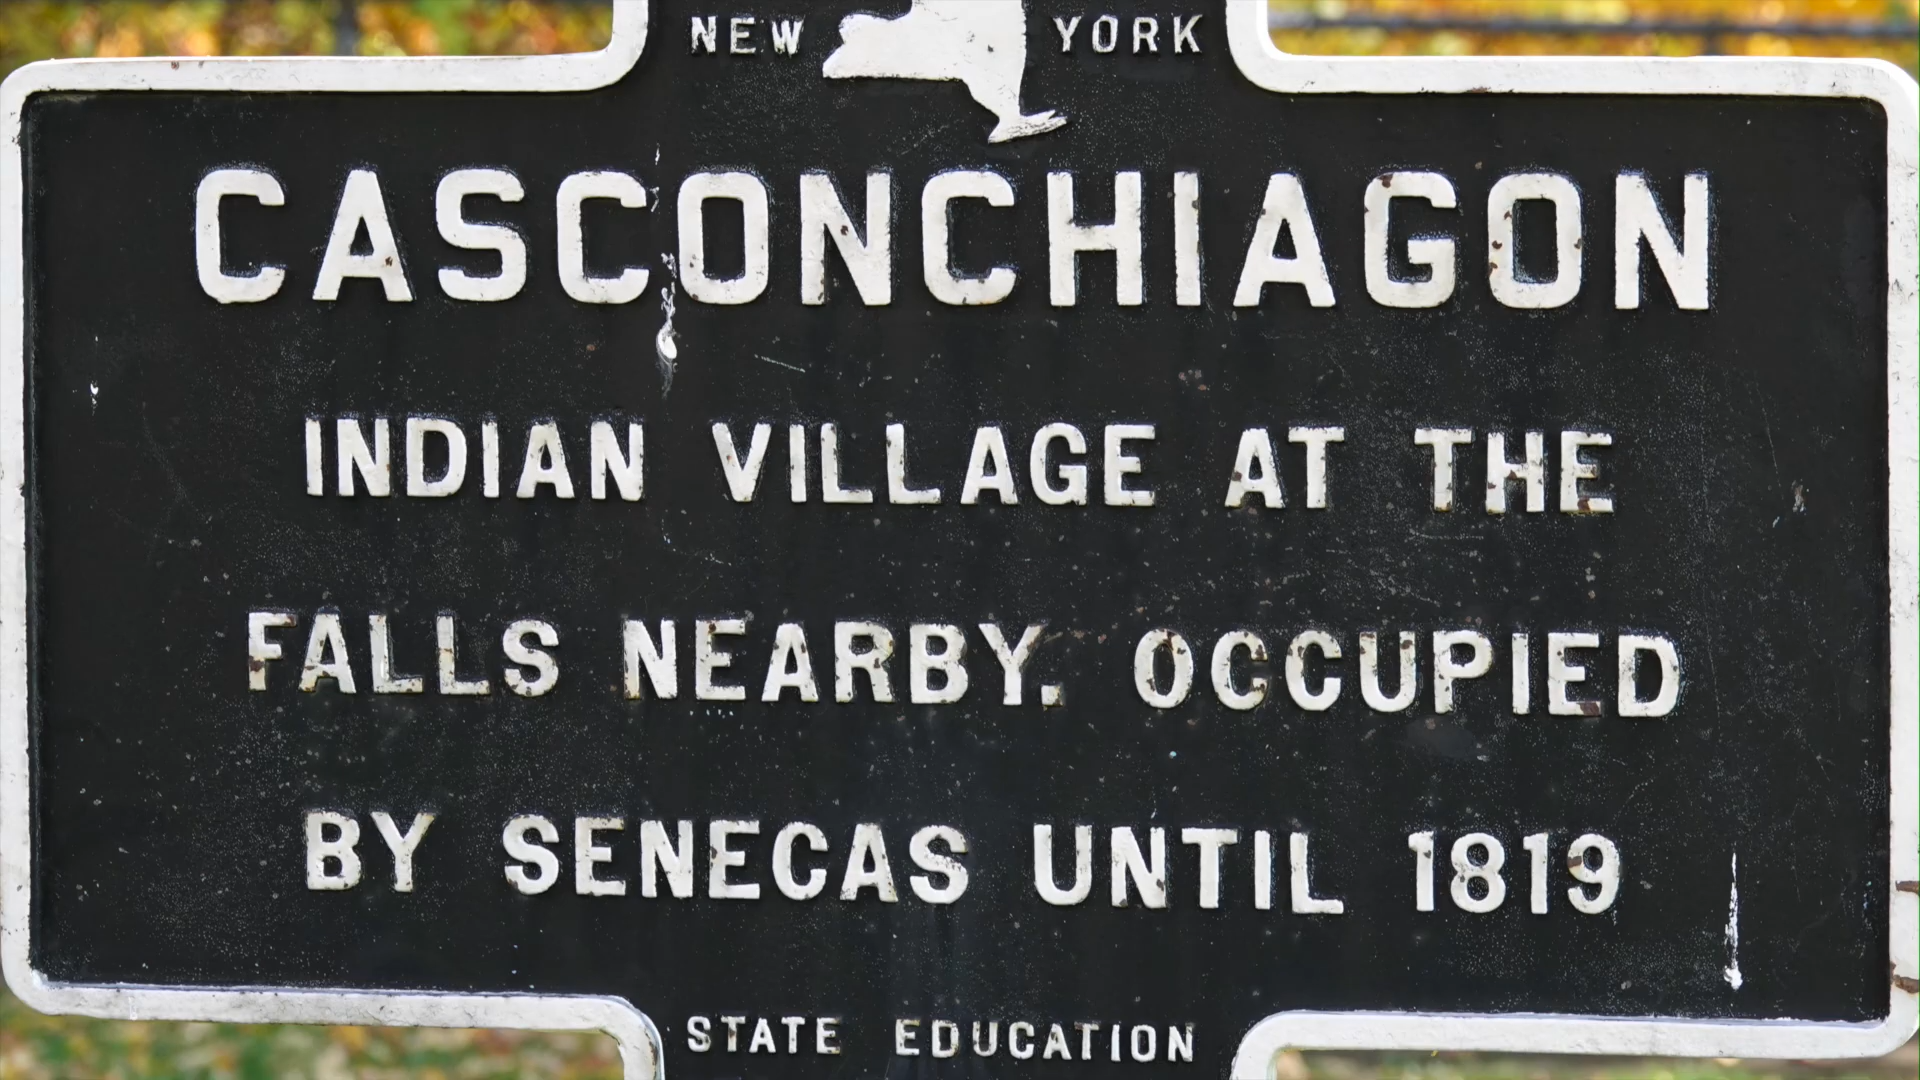 NEW YORK
CASCONCHIAGON
INDIAN VILLAGE AT THE
FALLS NEARBY. OCCUPIED
BY SENECAS UNTIL 1819
STATE EDUCATION